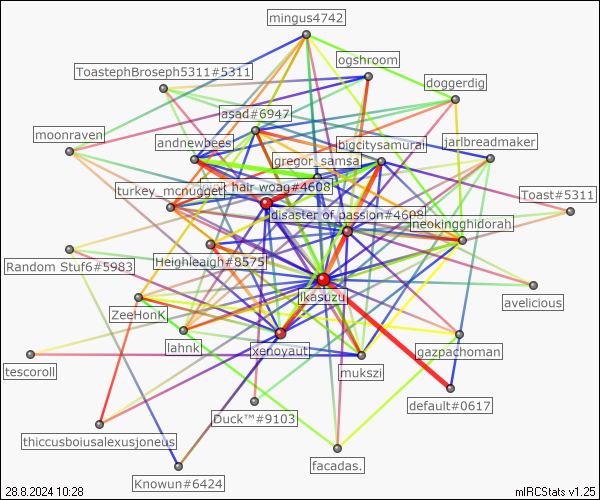 mingus4742
ogshroom
ToastephBroseph5311#5311
doggerdig
asad#6947
moonraven
andnewbees
bigcitysamurai
jarlbreadmaker
gregor_samsa
turkey_mcnugget
hair woag#4608
Toast#5311
disaster of passion#4608
neokingghidorah
Random Stuf6#5983
Heighleaigh#8575
lkasuzu
avelicious
ZeeHonK
lahnk
xenoyaut
gazpachoman
tescoroll
mukszi
default#0617
Duck™#9103
thiccusboiusalexusjoneus
facadas.
Knowun#6424
28.8.2024 10:28
mIRCStats v1.25